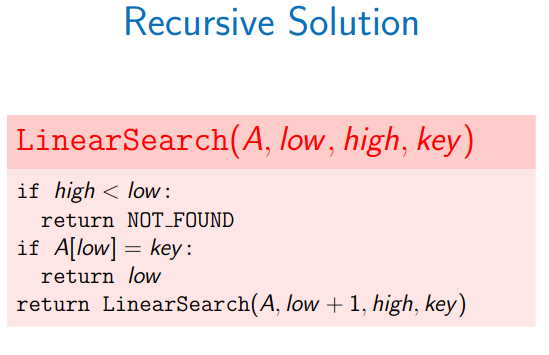 Recursive Solution
LinearSearch(A, low, high, key)
if high < low:
return NOT_FOUND
if A[low] = key:
return low
return LinearSearch(A, low + 1, high, key)